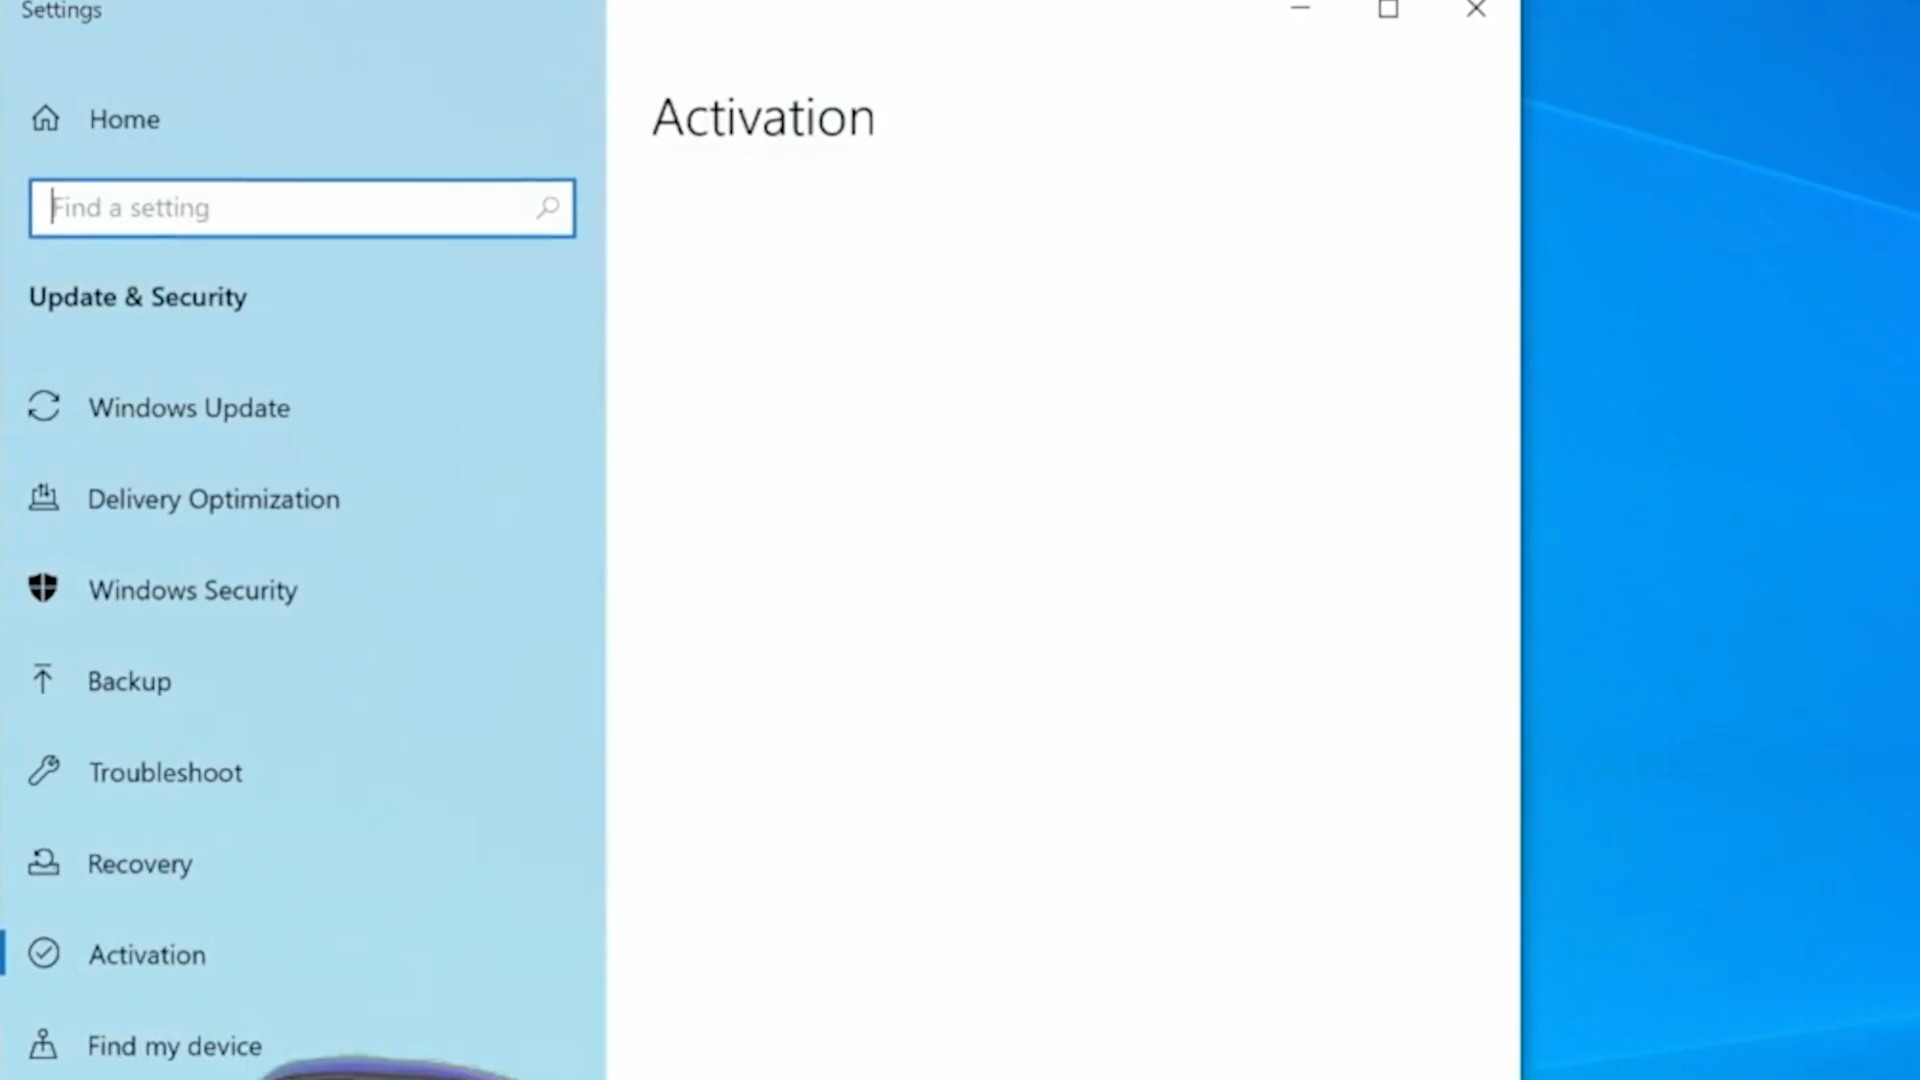 Settings
Home
Activation
Find a setting
Update & Security
Windows Update
Delivery Optimization
Windows Security
Backup
Troubleshoot
Recovery
Activation
Find my device